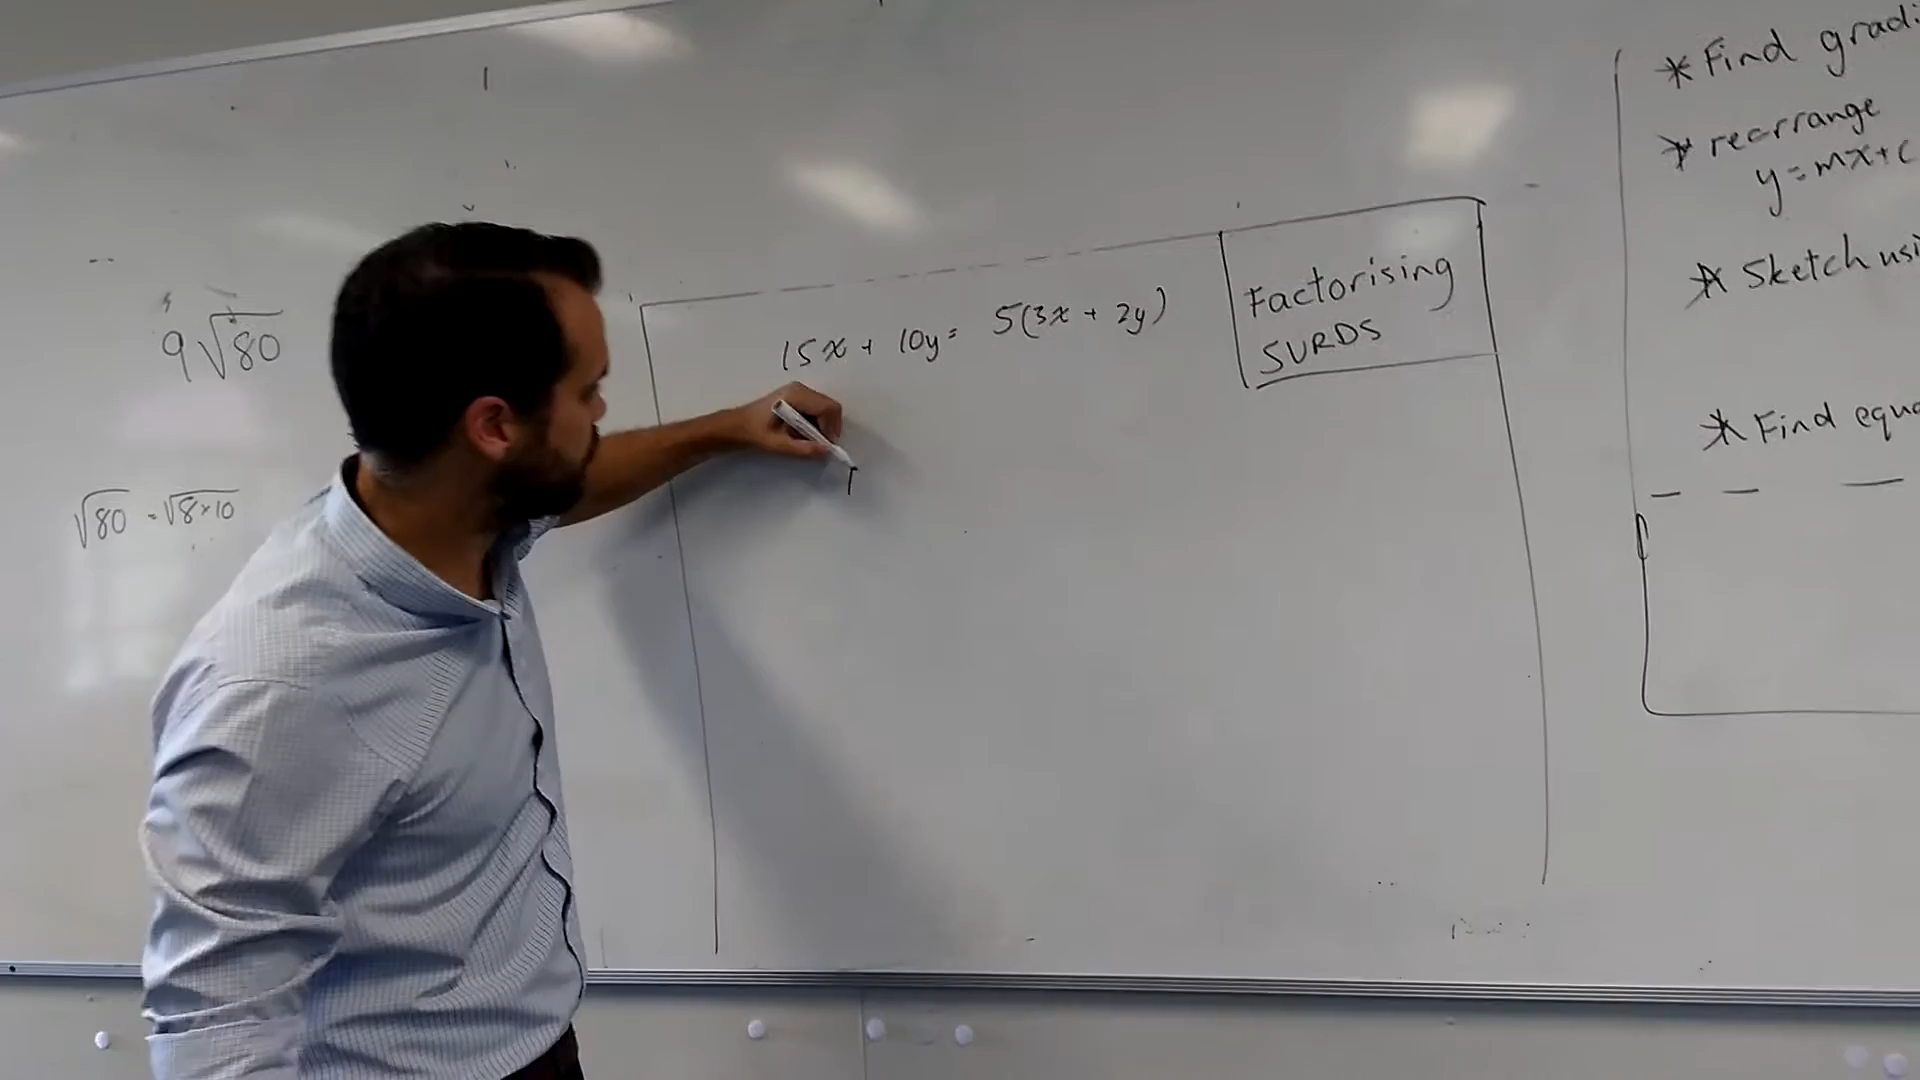 9√80
√80 = √8×10
15x + 10y = 5(3x + 2y)
Factorising
SURDS
* Find gradi
* rearrange
y=mx+c
* Sketch usi
* Find equa